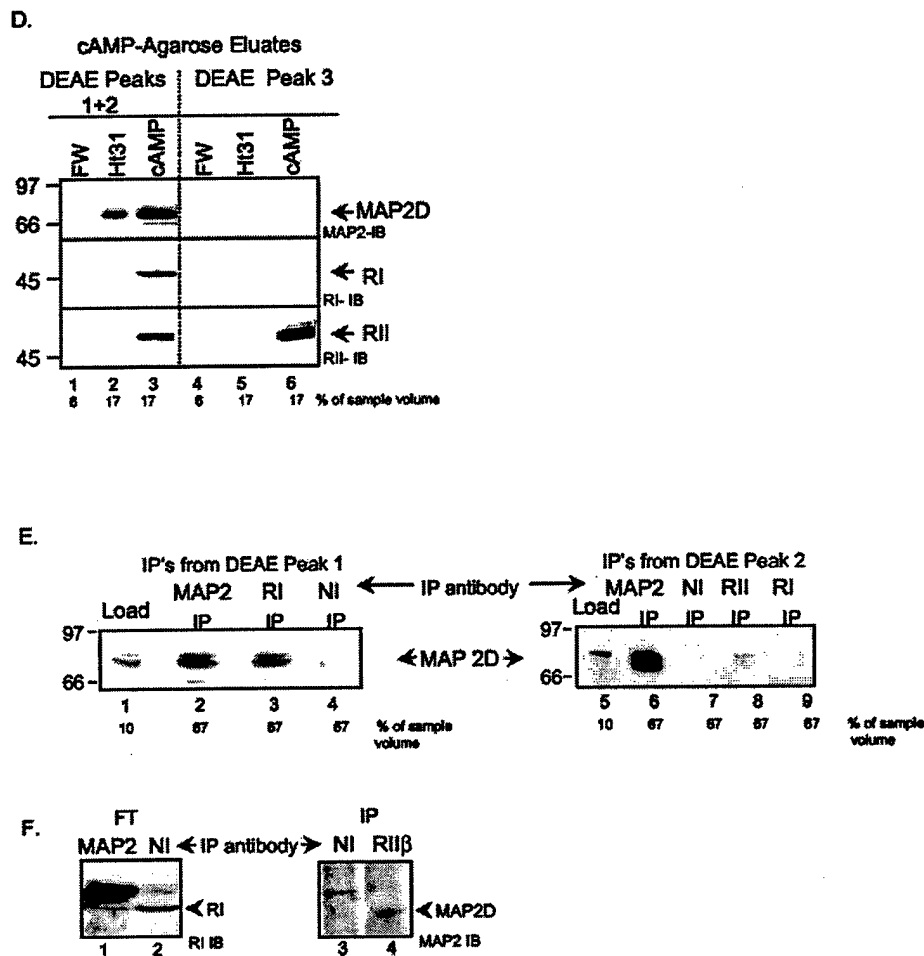 D.
cAMP-Agarose Eluates
DEAE Peaks 1+2
DEAE Peak 3
FW Ht31 cAMP FW Ht31 cAMP
97
66
MAP2D
MAP2-IB
45
RI
RI- IB
45
RII
RII- IB
1 2 3 4 5 6
6 17 17 6 17 17 % of sample volume
E.
IP's from DEAE Peak 1
IP antibody
IP's from DEAE Peak 2
Load MAP2 IP RI IP NI IP
Load MAP2 IP NI IP RII IP RI IP
97
66
MAP 2D
97
66
1 2 3 4
10 67 67 67 % of sample volume
5 6 7 8 9
10 67 67 67 67 % of sample volume
F.
FT
IP
MAP2 NI IP antibody NI RIIβ
RI
MAP2D
1 2 RI IB
3 4 MAP2 IB